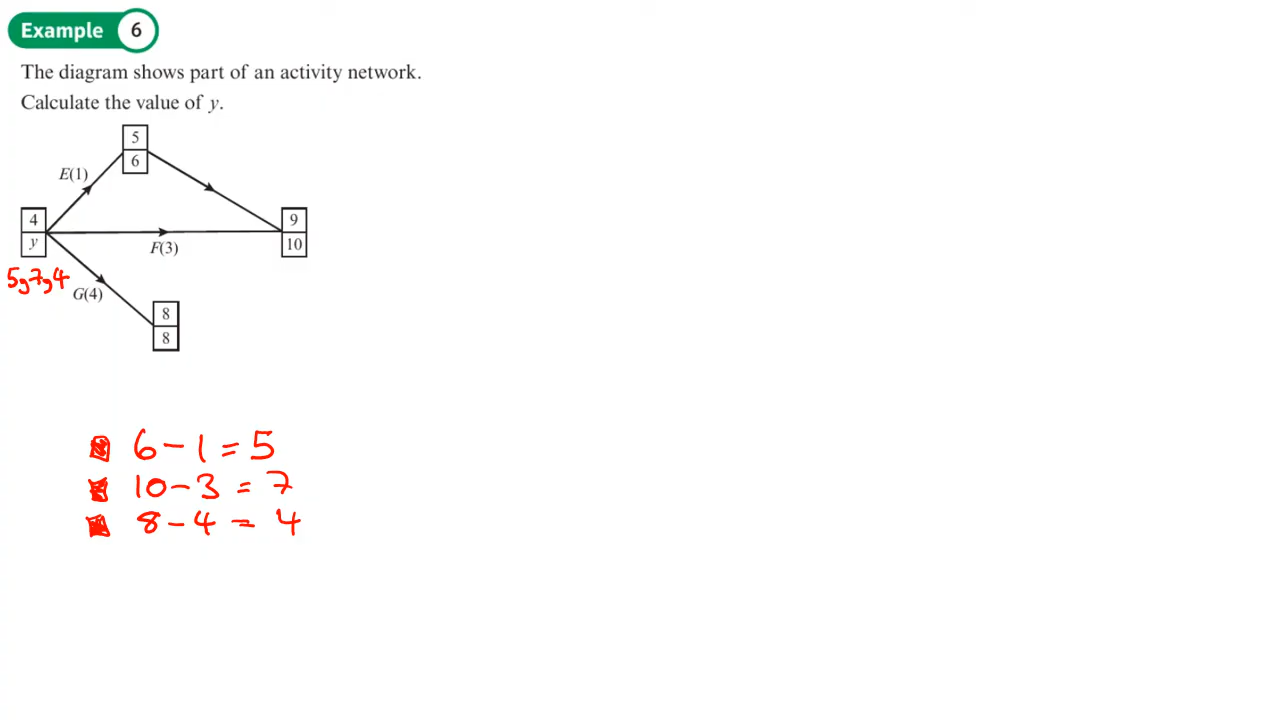 Example 6
The diagram shows part of an activity network.
Calculate the value of y.
5
6
E(1)
4
y
9
10
F(3)
5,7,4
G(4)
8
8
6-1=5
10-3=7
8-4=4